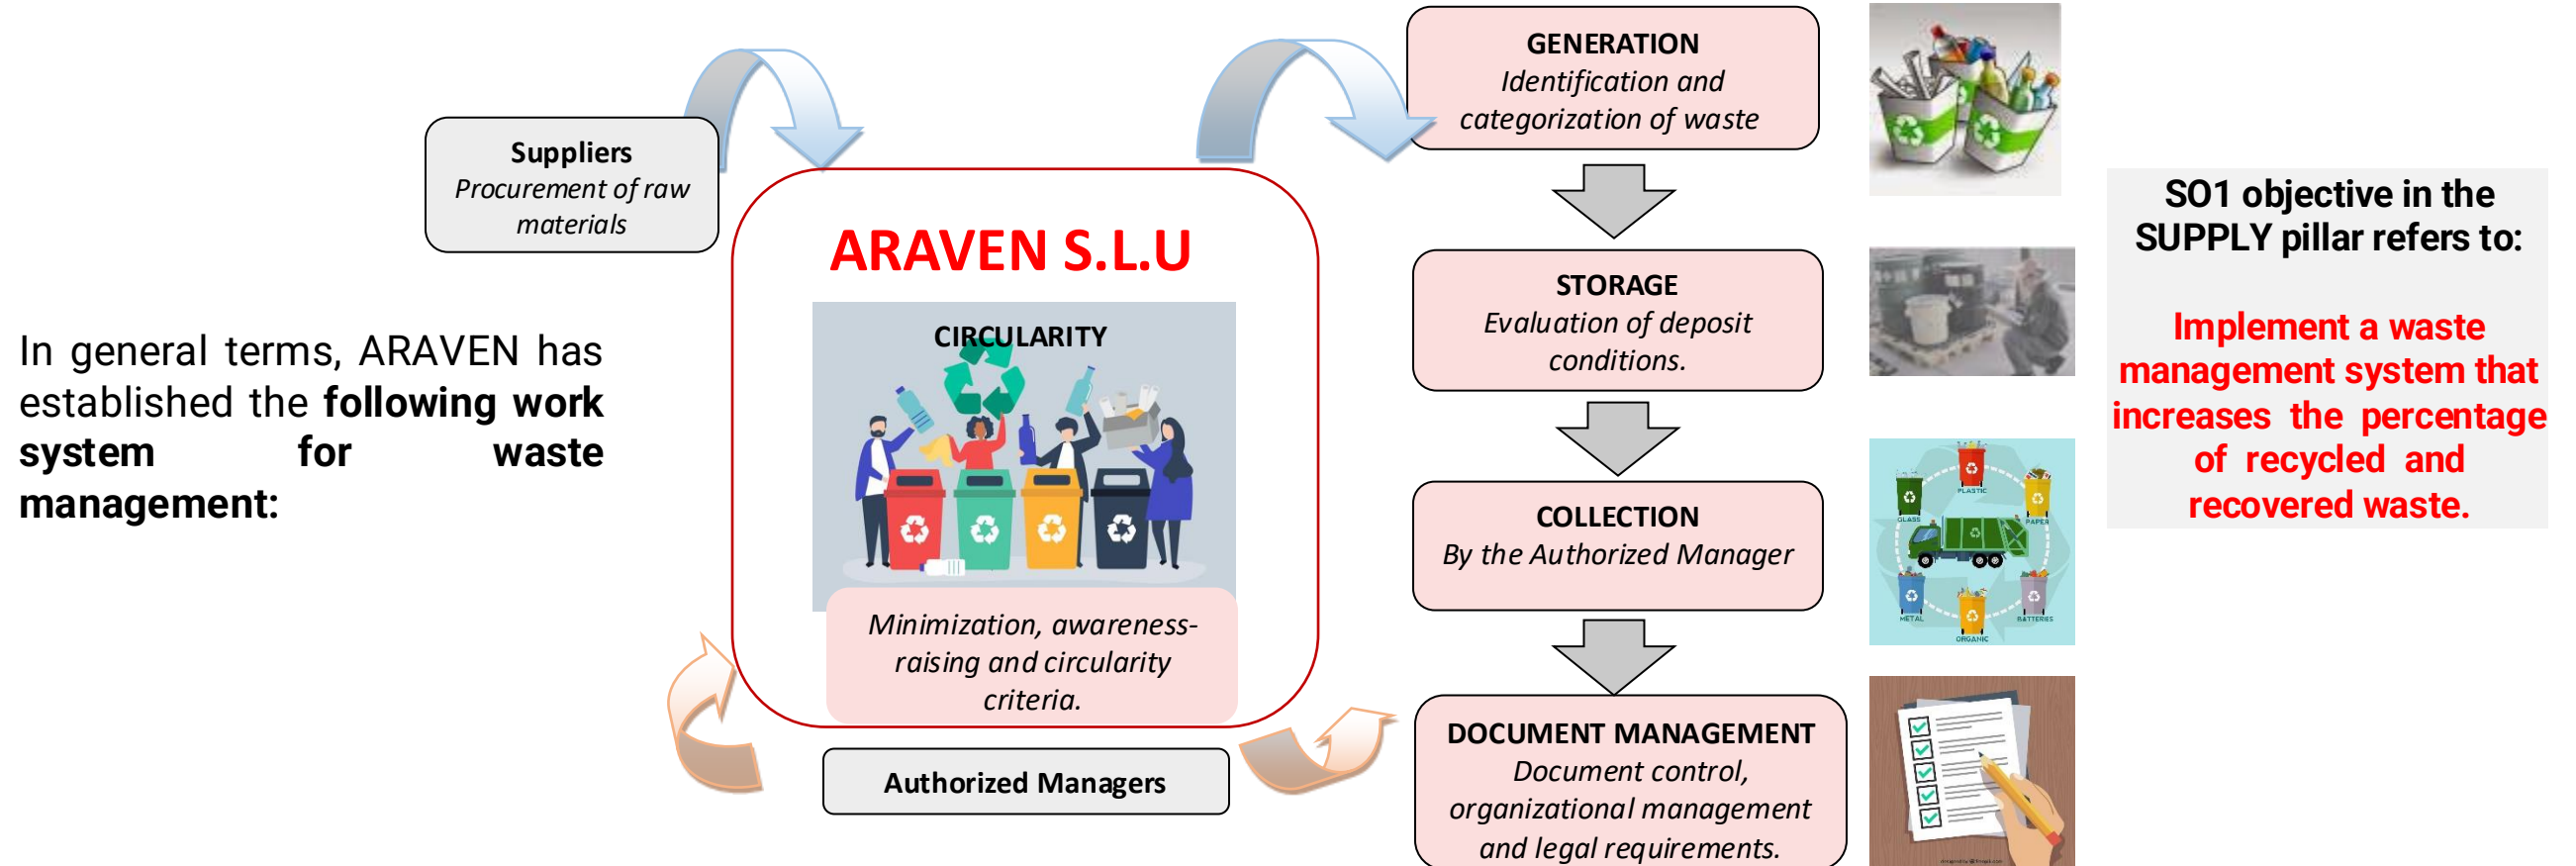 In general terms, ARAVEN has
established the following work
system for waste
management:
Suppliers
Procurement of raw
materials
ARAVEN S.L.U
CIRCULARITY
Minimization, awareness-
raising and circularity
criteria.
Authorized Managers
GENERATION
Identification and
categorization of waste
STORAGE
Evaluation of deposit
conditions.
COLLECTION
By the Authorized Manager
DOCUMENT MANAGEMENT
Document control,
organizational management
and legal requirements.
PLASTIC
GLASS
PAPER
METAL
BATTERIES
ORGANIC
SO1 objective in the
SUPPLY pillar refers to:
Implement a waste
management system that
increases the percentage
of recycled and
recovered waste.